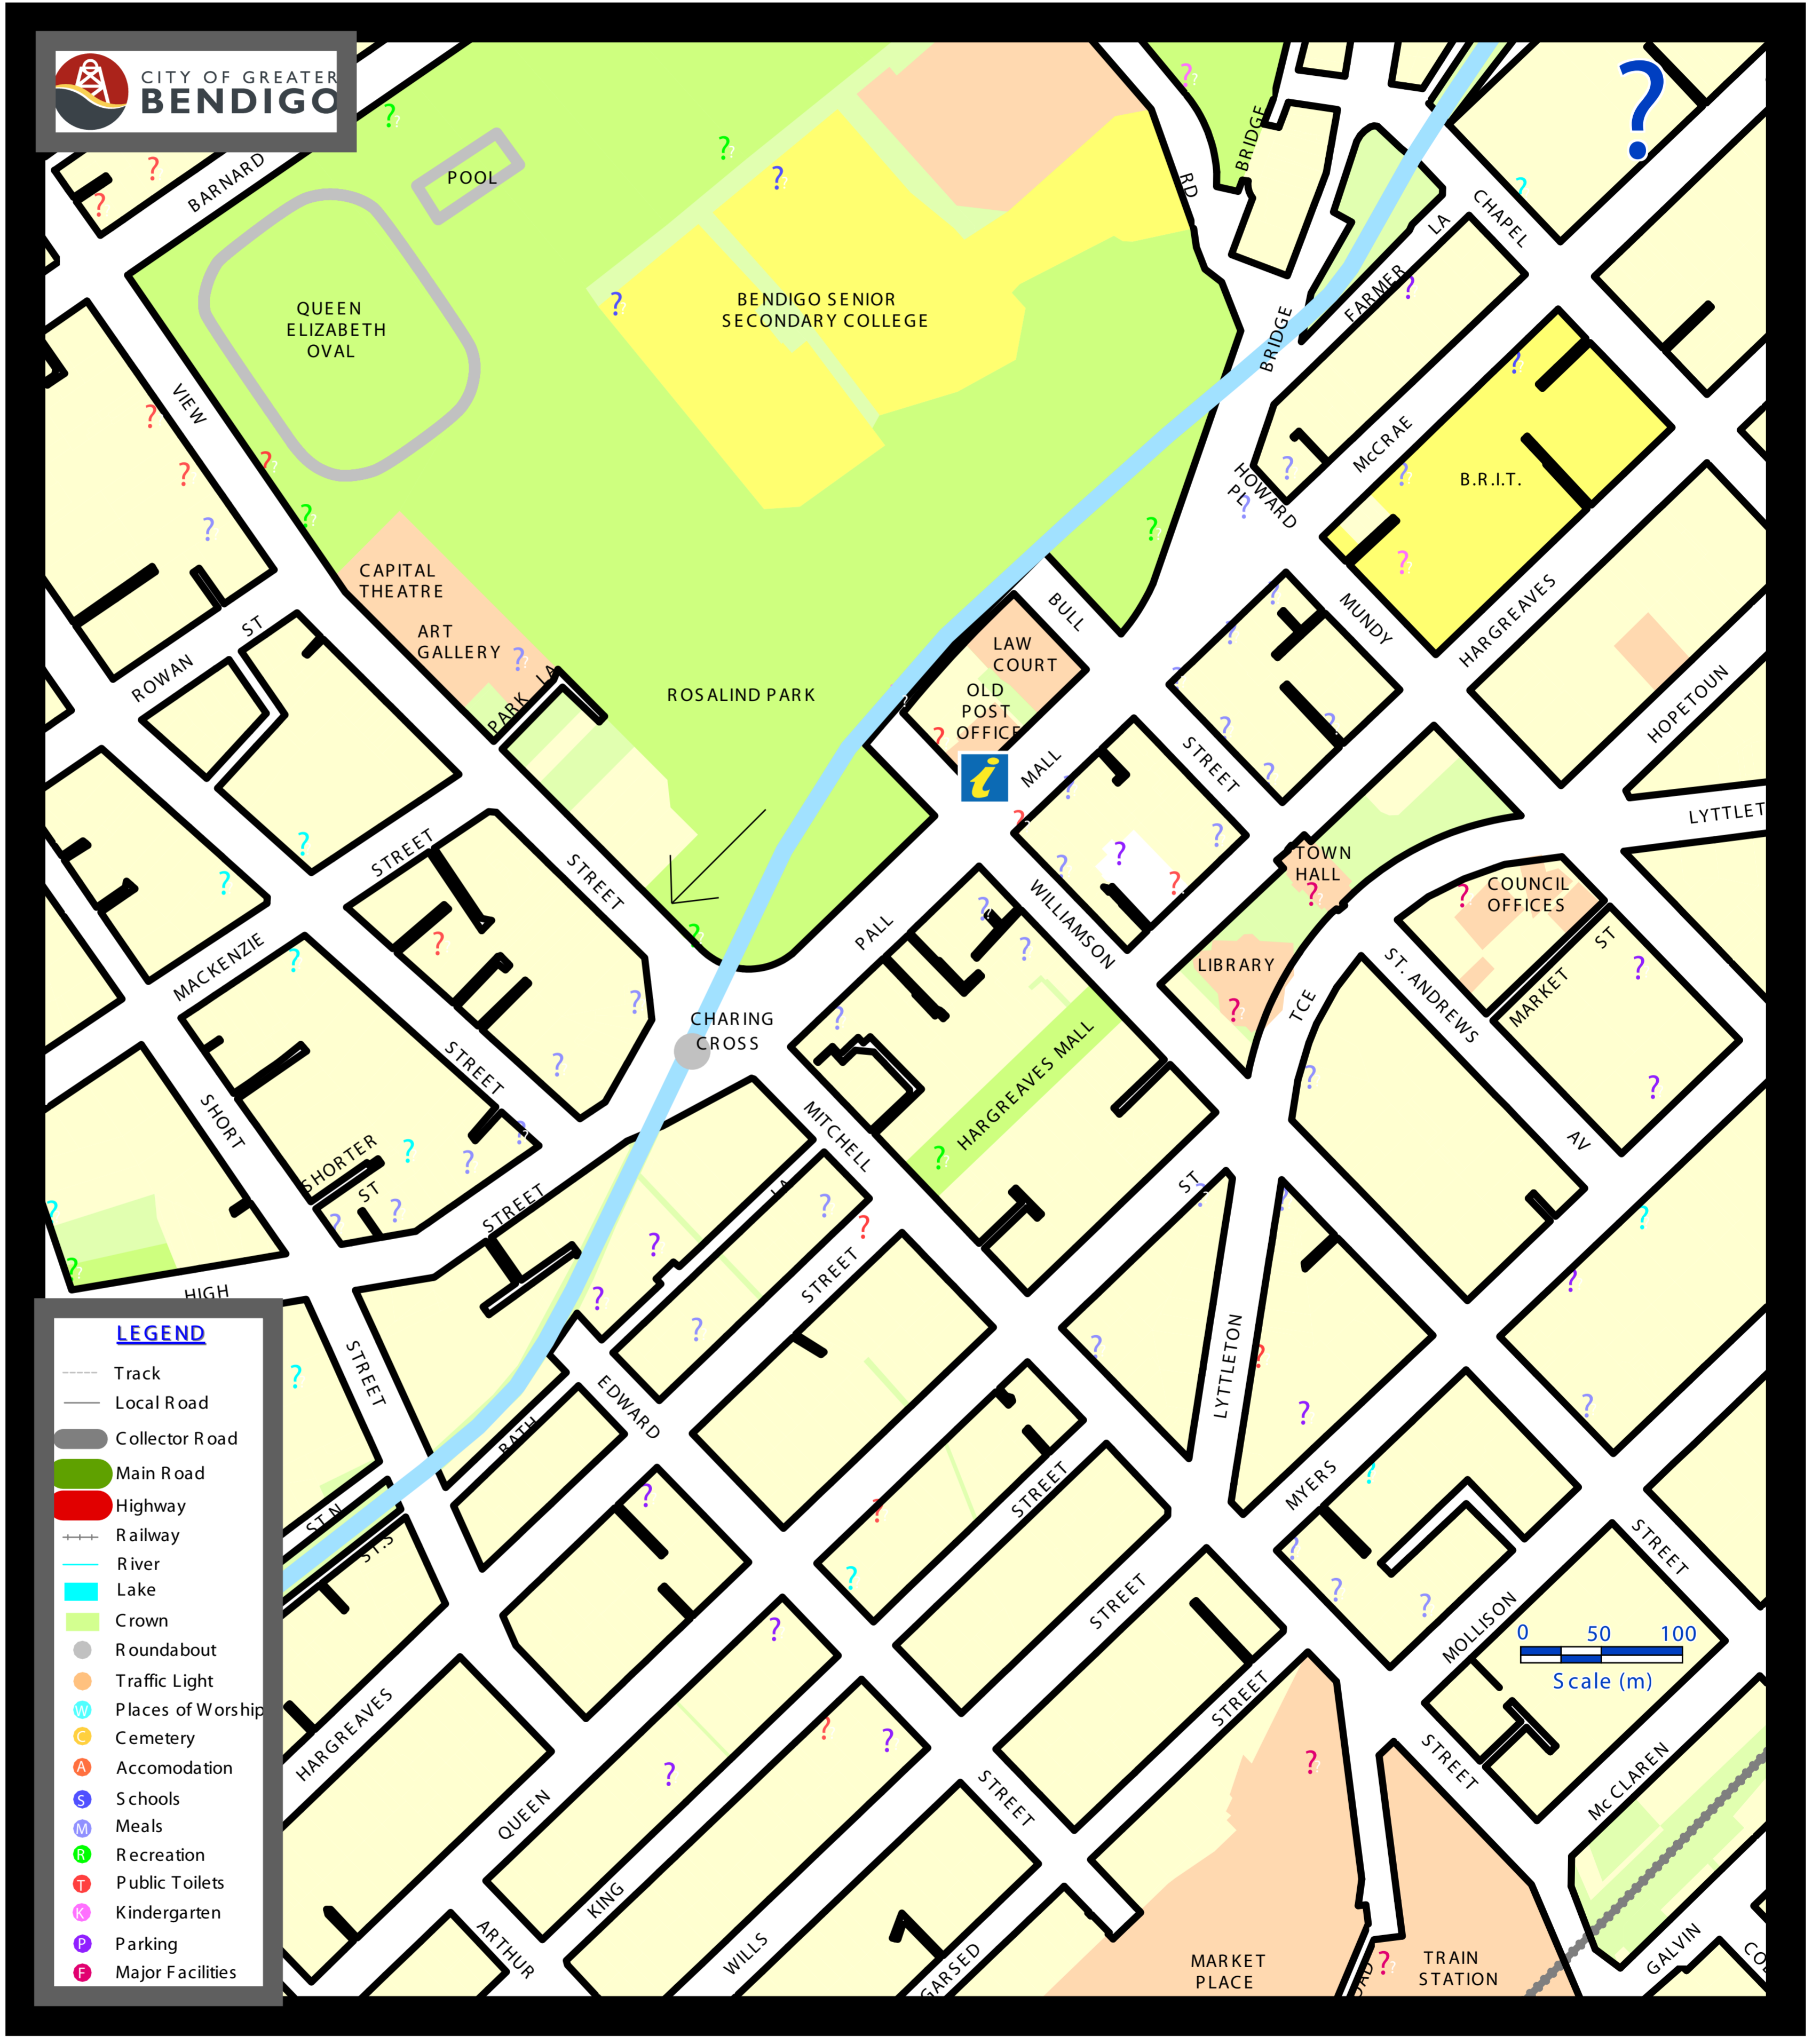 CITY OF GREATER
BENDIGO
BARNARD
POOL
QUEEN
ELIZABETH
OVAL
BENDIGO SENIOR
SECONDARY COLLEGE
BRIDGE
RD
BRIDGE
LA
FARMER
CHAPEL
?
VIEW
McCRAE
HOWARD
PL
B.R.I.T.
CAPITAL
THEATRE
ART
GALLERY
PARK LA
ROSALIND PARK
ST
ROWAN
BULL
LAW
COURT
OLD
POST
OFFICE
i
MALL
MUNDY
HARGREAVES
HOPETOUN
STREET
LYTTLET
STREET
STREET
TOWN
HALL
COUNCIL
OFFICES
PALL
WILLIAMSON
LIBRARY
TCE
ST. ANDREWS
AV
MARKET
ST
MACKENZIE
STREET
CHARING
CROSS
MITCHELL
HARGREAVES MALL
SHORT
SHORTER
ST
STREET
LA
ST
STREET
HIGH
STREET
EDWARD
BATH
LYTTLETON
MYERS
STREET
STREET
ST.N
ST.S
STREET
MOLLISON
STREET
HARGREAVES
QUEEN
KING
ARTHUR
WILLS
GARSED
STREET
STREET
McCLAREN
GALVIN
MARKET
PLACE
TRAIN
STATION
0 50 100
Scale (m)
LEGEND
Track
Local Road
Collector Road
Main Road
Highway
Railway
River
Lake
Crown
Roundabout
Traffic Light
W Places of Worship
C Cemetery
A Accomodation
S Schools
M Meals
R Recreation
T Public Toilets
K Kindergarten
P Parking
F Major Facilities